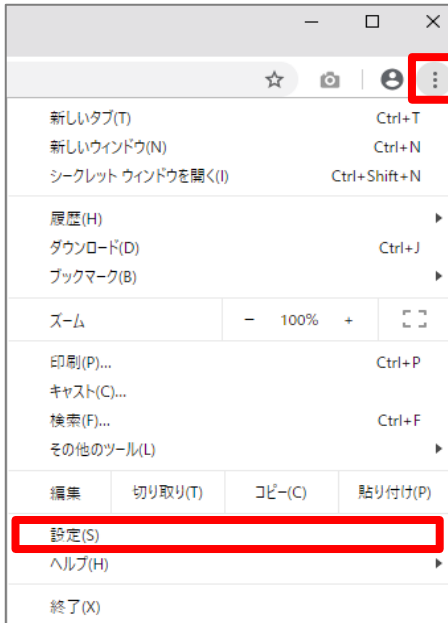 新しいタブ(T) Ctrl+T
新しいウィンドウ(N) Ctrl+N
シークレット ウィンドウを開く(I) Ctrl+Shift+N
履歴(H)
ダウンロード(D) Ctrl+J
ブックマーク(B)
ズーム − 100% +
印刷(P)... Ctrl+P
キャスト(C)...
検索(F)... Ctrl+F
その他のツール(L)
編集 切り取り(T) コピー(C) 貼り付け(P)
設定(S)
ヘルプ(H)
終了(X)